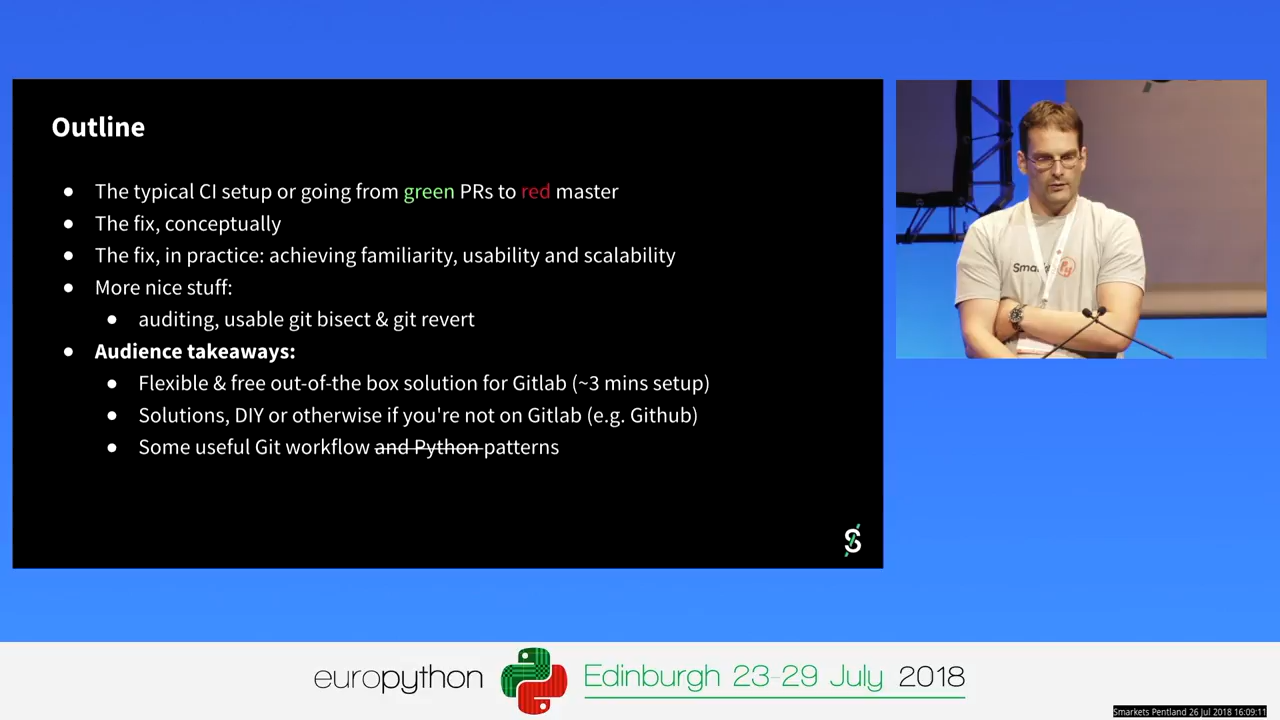 Outline
The typical CI setup or going from green PRs to red master
The fix, conceptually
The fix, in practice: achieving familiarity, usability and scalability
More nice stuff:
auditing, usable git bisect & git revert
Audience takeaways:
Flexible & free out-of-the box solution for Gitlab (~3 mins setup)
Solutions, DIY or otherwise if you're not on Gitlab (e.g. Github)
Some useful Git workflow and Python patterns
europython Edinburgh 23-29 July 2018
Smarkets Pentland 26 Jul 2018 16:09:11